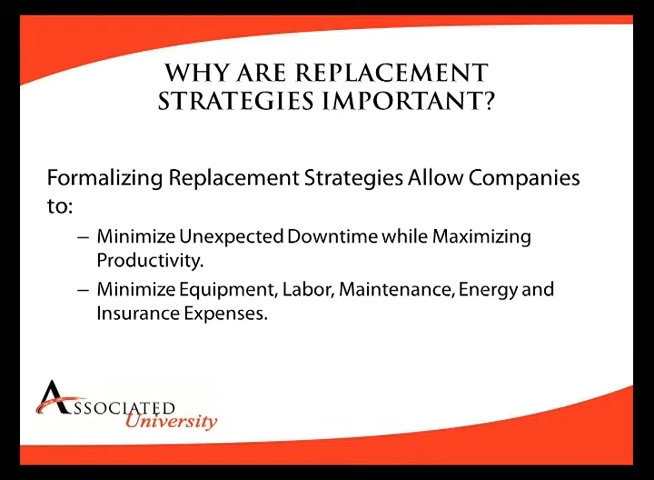 WHY ARE REPLACEMENT
STRATEGIES IMPORTANT?
Formalizing Replacement Strategies Allow Companies
to:
– Minimize Unexpected Downtime while Maximizing
Productivity.
– Minimize Equipment, Labor, Maintenance, Energy and
Insurance Expenses.
ASSOCIATED
University